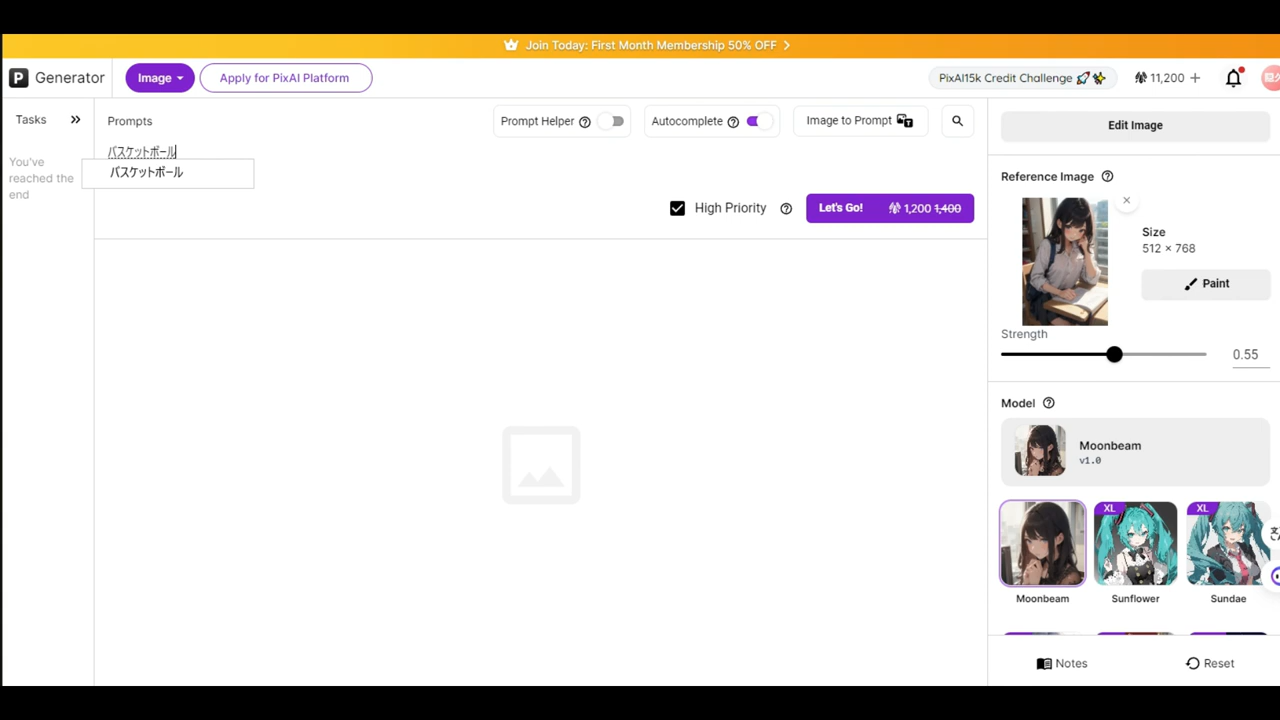 Join Today: First Month Membership 50% OFF
P Generator
Image
Apply for PixAI Platform
PixAI15k Credit Challenge
11,200 +
Tasks
You've reached the end
Prompts
Prompt Helper
Autocomplete
Image to Prompt
バスケットボール
バスケットボール
High Priority
Let's Go!
1,200 1,400
Edit Image
Reference Image
Size
512 × 768
Paint
Strength
0.55
Model
Moonbeam
v1.0
XL
XL
Moonbeam
Sunflower
Sundae
Notes
Reset